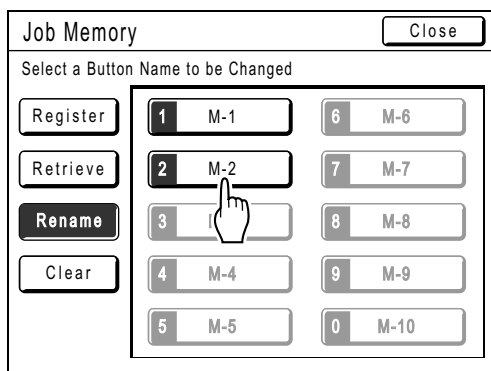 Job Memory Close
Select a Button Name to be Changed
Register
Retrieve
Rename
Clear
1 M-1
2 M-2
3
4 M-4
5 M-5
6 M-6
7 M-7
8 M-8
9 M-9
0 M-10